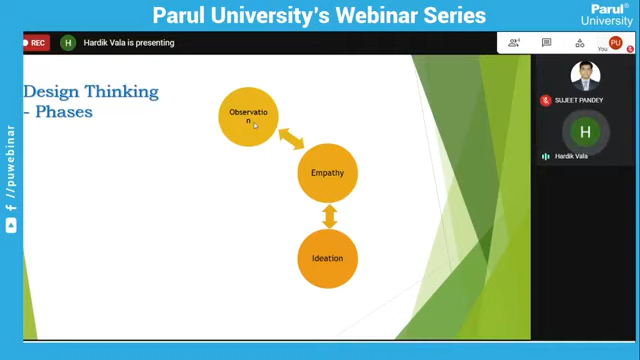 Parul University's Webinar Series
Parul®
University
REC
H
Hardik Vala is presenting
You
PU
Design Thinking
- Phases
Observatio
n
Empathy
Ideation
SUJEET PANDEY
H
Hardik Vala
/puwebinar